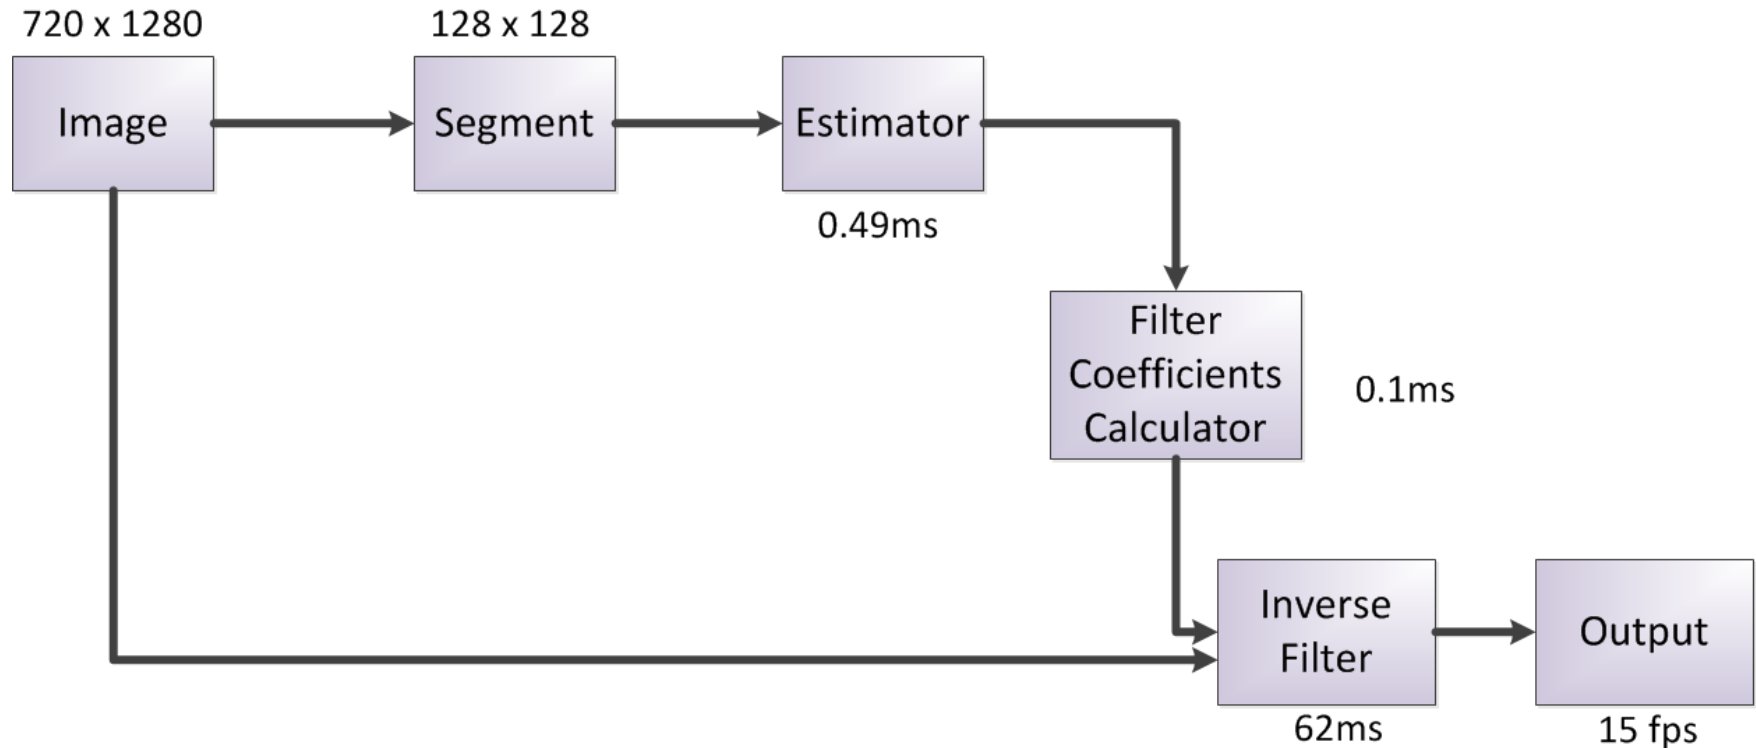 720 x 1280
128 x 128
Image
Segment
Estimator
0.49ms
Filter
Coefficients
Calculator
0.1ms
Inverse
Filter
Output
62ms
15 fps